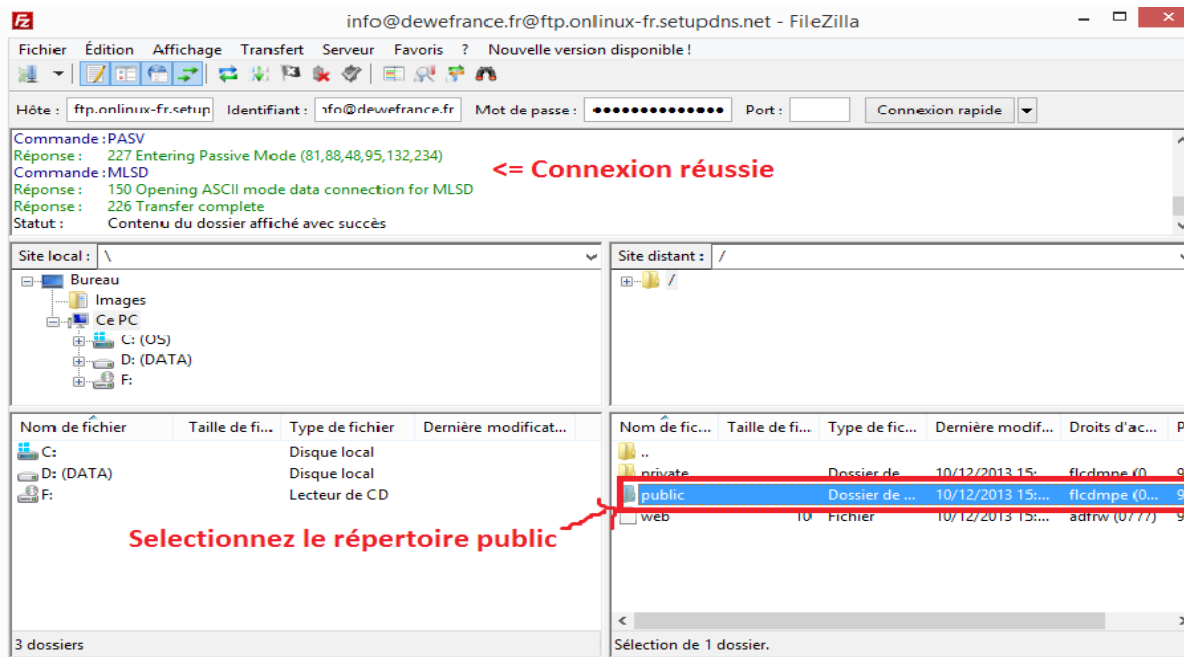 info@dewefrance.fr@ftp.onlinux-fr.setupdns.net - FileZilla
Fichier Édition Affichage Transfert Serveur Favoris ? Nouvelle version disponible !
Hôte : ftp.onlinux-fr.setup Identifiant : nfo@dewefrance.fr Mot de passe : ●●●●●●●●●●●●●● Port : Connexion rapide
Commande : PASV
Réponse : 227 Entering Passive Mode (81,88,48,95,132,234)
<= Connexion réussie
Commande : MLSD
Réponse : 150 Opening ASCII mode data connection for MLSD
Réponse : 226 Transfer complete
Statut : Contenu du dossier affiché avec succès
Site local : \
Bureau
Images
Ce PC
C: (OS)
D: (DATA)
F:
Site distant : /
/
Nom de fichier Taille de fi... Type de fichier Dernière modificat...
C: Disque local
D: (DATA) Disque local
F: Lecteur de CD
3 dossiers
Nom de fic... Taille de fi... Type de fic... Dernière modif... Droits d'ac... P
..
private Dossier de 10/12/2013 15: flcdmpe (0 9
public Dossier de ... 10/12/2013 15:... flcdmpe (0... 9
web 10 Fichier 10/12/2013 15:... adfrw (0777) 9
Selectionnez le répertoire public
Sélection de 1 dossier.